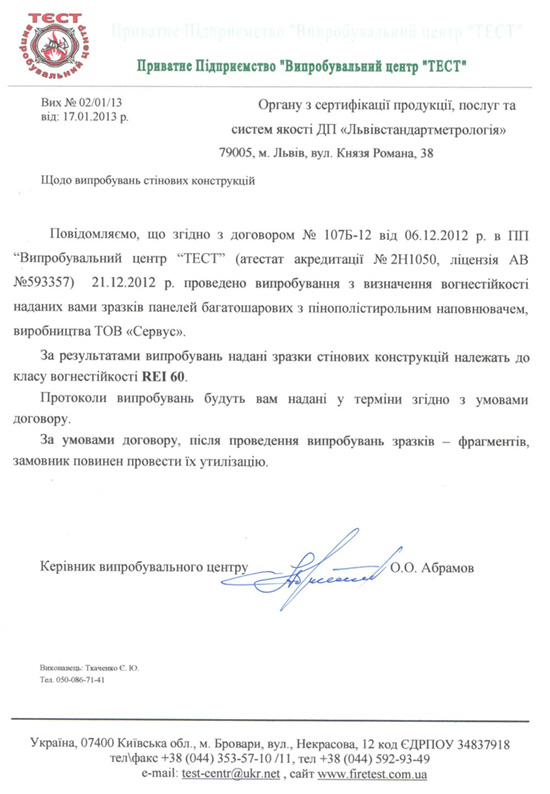 ТЕСТ
випробувальний центр
Приватне Підприємство "Випробувальний центр "ТЕСТ"
Приватне Підприємство "Випробувальний центр "ТЕСТ"
Вих № 02/01/13
від: 17.01.2013 р.
Органу з сертифікації продукції, послуг та
систем якості ДП «Львівстандартметрологія»
79005, м. Львів, вул. Князя Романа, 38
Щодо випробувань стінових конструкцій
Повідомляємо, що згідно з договором № 107Б-12 від 06.12.2012 р. в ПП
“Випробувальний центр “ТЕСТ” (атестат акредитації № 2Н1050, ліцензія АВ
№593357) 21.12.2012 р. проведено випробування з визначення вогнестійкості
наданих вами зразків панелей багатошарових з пінополістирольним наповнювачем,
виробництва ТОВ «Сервус».
За результатами випробувань надані зразки стінових конструкцій належать до
класу вогнестійкості REI 60.
Протоколи випробувань будуть вам надані у терміни згідно з умовами
договору.
За умовами договору, після проведення випробувань зразків – фрагментів,
замовник повинен провести їх утилізацію.
Керівник випробувального центру О.О. Абрамов
Виконавець: Ткаченко Є. Ю.
Тел. 050-086-71-41
Україна, 07400 Київська обл., м. Бровари, вул., Некрасова, 12 код ЄДРПОУ 34837918
тел\факс +38 (044) 353-57-10 /11, тел +38 (044) 592-93-49
e-mail: test-centr@ukr.net , сайт www.firetest.com.ua